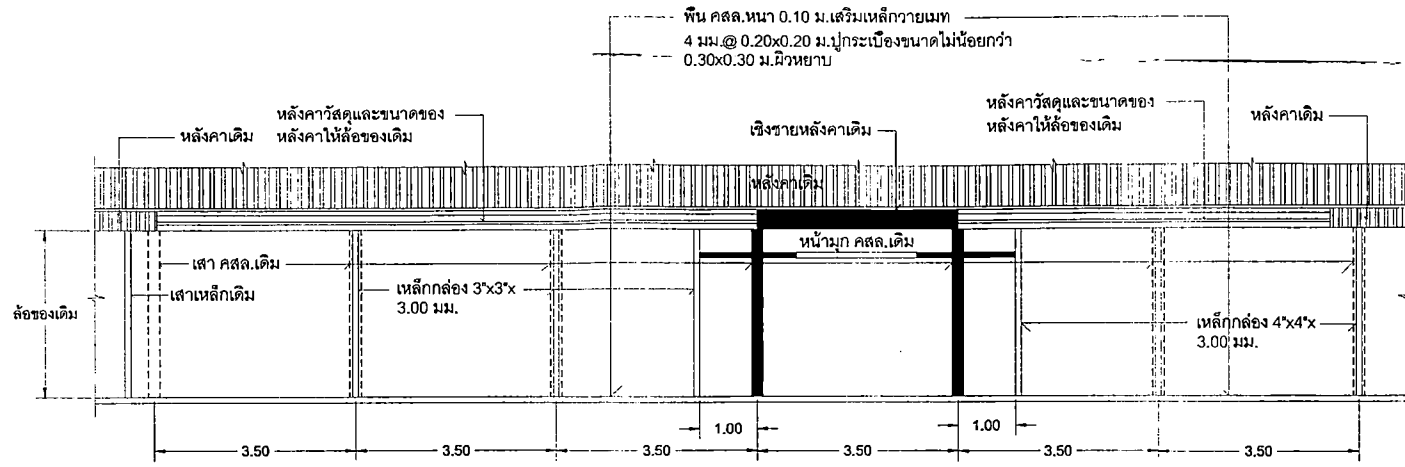 พื้น คสล.หนา 0.10 ม.เสริมเหล็กวายเมท
4 มม.@ 0.20x0.20 ม.ปูกระเบื้องขนาดไม่น้อยกว่า
0.30x0.30 ม.ผิวหยาบ
หลังคาเดิม
หลังคาวัสดุและขนาดของ
หลังคาให้ล้อของเดิม
เชิงชายหลังคาเดิม
หลังคาวัสดุและขนาดของ
หลังคาให้ล้อของเดิม
หลังคาเดิม
หลังคาเดิม
หน้ามุก คสล.เดิม
เสา คสล.เดิม
เสาเหล็กเดิม
เหล็กกล่อง 3"x3"x
3.00 มม.
ล้อของเดิม
เหล็กกล่อง 4"x4"x
3.00 มม.
1.00
1.00
3.50
3.50
3.50
3.50
3.50
3.50